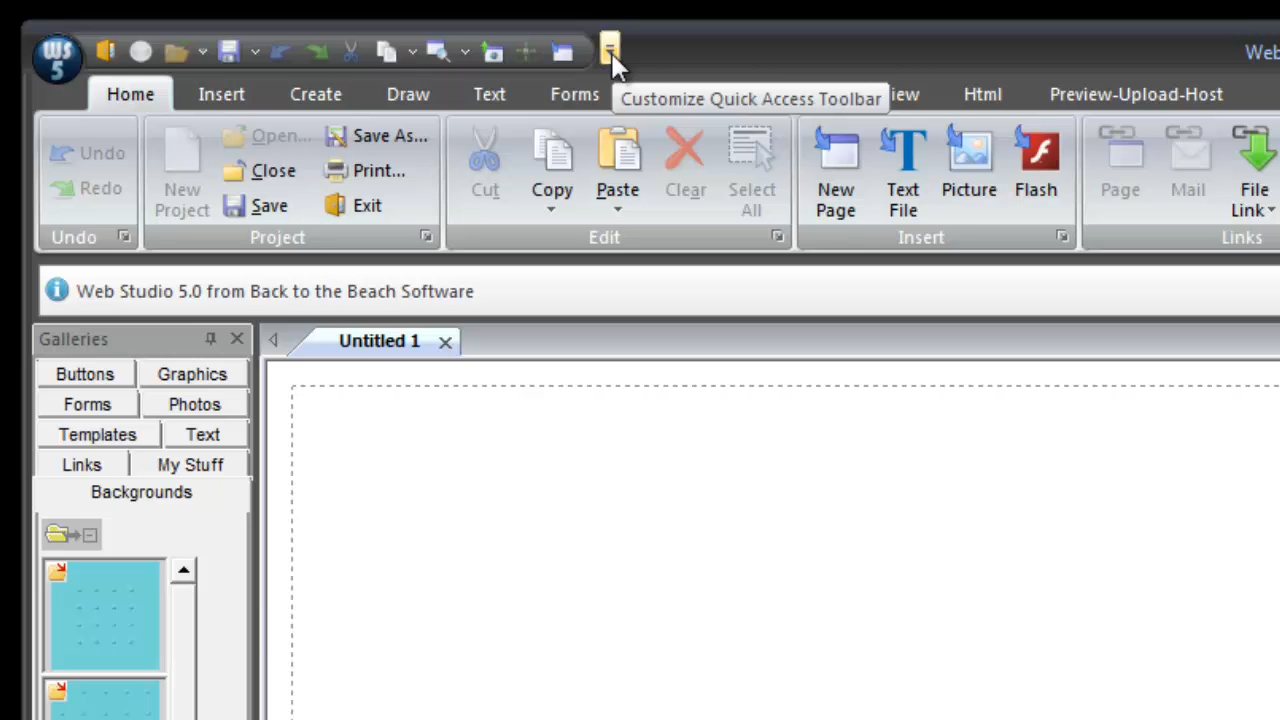 WS
5
Web
Home Insert Create Draw Text Forms iew Html Preview-Upload-Host
Customize Quick Access Toolbar
Undo
Redo
Undo
New
Project
Open...
Close
Save
Save As...
Print...
Exit
Project
Cut
Copy
Paste
Clear
Select
All
Edit
New
Page
Text
File
Picture
Flash
Insert
Page
Mail
File
Link
Links
Web Studio 5.0 from Back to the Beach Software
Galleries
Untitled 1
Buttons Graphics
Forms Photos
Templates Text
Links My Stuff
Backgrounds